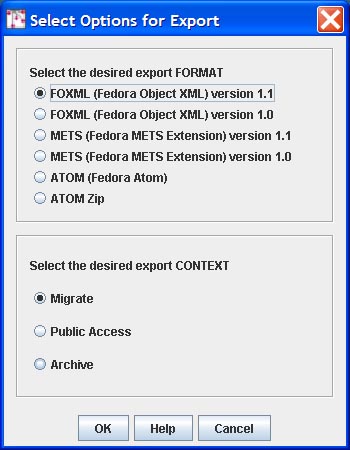 Select Options for Export
Select the desired export FORMAT
FOXML (Fedora Object XML) version 1.1
FOXML (Fedora Object XML) version 1.0
METS (Fedora METS Extension) version 1.1
METS (Fedora METS Extension) version 1.0
ATOM (Fedora Atom)
ATOM Zip
Select the desired export CONTEXT
Migrate
Public Access
Archive
OK Help Cancel